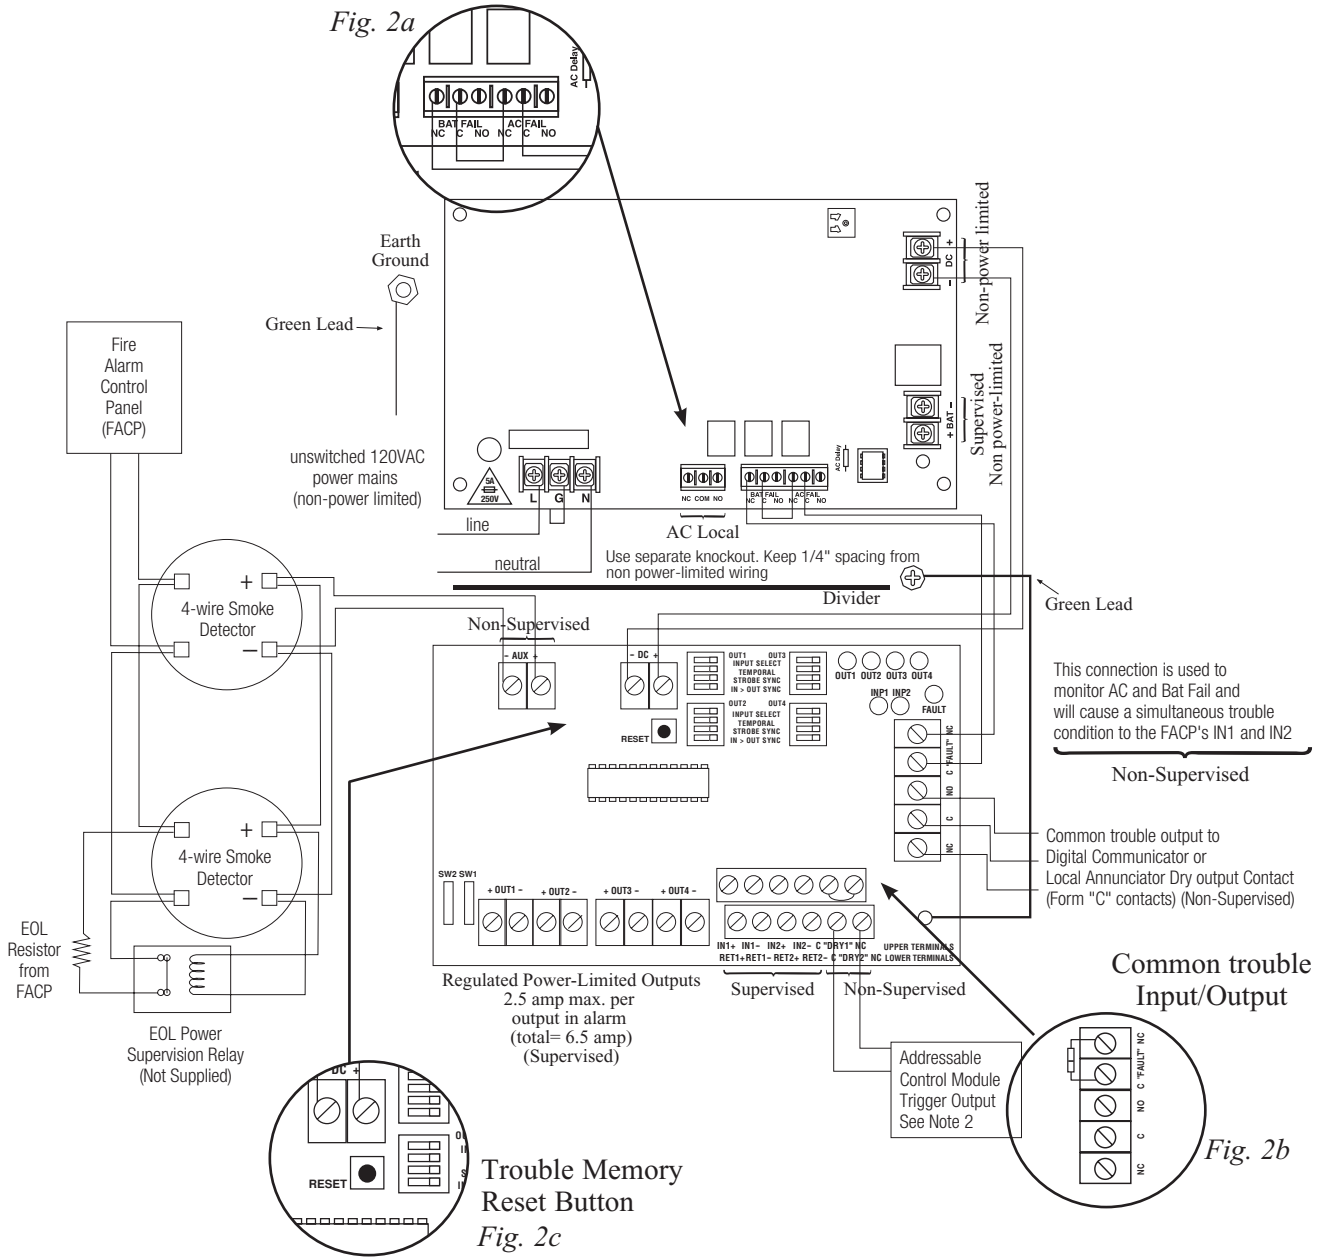 Fig. 2a
AC Delay
BAT FAIL AC FAIL
NC C NO NC C NO
Earth
Ground
Green Lead
Non-power limited
+ DC -
Supervised
Non power-limited
+ BAT -
Fire
Alarm
Control
Panel
(FACP)
unswitched 120VAC
power mains
(non-power limited)
5A
250V
L G N
NC COM NO
AC Local
AC Delay
BAT FAIL AC FAIL
NC C NO NC C NO
line
neutral
Use separate knockout. Keep 1/4" spacing from
non power-limited wiring
Divider
Green Lead
+
4-wire Smoke
Detector
–
Non-Supervised
- AUX +
- DC +
OUT1 OUT3
INPUT SELECT
TEMPORAL
STROBE SYNC
IN > OUT SYNC
OUT2 OUT4
INPUT SELECT
TEMPORAL
STROBE SYNC
IN > OUT SYNC
RESET
OUT1 OUT2 OUT3 OUT4
INP1 INP2
FAULT
C "FAULT" NC
NO
C
NC
This connection is used to
monitor AC and Bat Fail and
will cause a simultaneous trouble
condition to the FACP's IN1 and IN2
Non-Supervised
Common trouble output to
Digital Communicator or
Local Annunciator Dry output Contact
(Form "C" contacts) (Non-Supervised)
+
4-wire Smoke
Detector
–
EOL
Resistor
from
FACP
EOL Power
Supervision Relay
(Not Supplied)
SW2 SW1
+ OUT1 – + OUT2 – + OUT3 – + OUT4 –
IN1+ IN1– IN2+ IN2– C "DRY1" NC UPPER TERMINALS
RET1+ RET1– RET2+ RET2– C "DRY2" NC LOWER TERMINALS
Regulated Power-Limited Outputs
2.5 amp max. per
output in alarm
(total= 6.5 amp)
(Supervised)
Supervised
Non-Supervised
Addressable
Control Module
Trigger Output
See Note 2
Common trouble
Input/Output
C "FAULT" NC
NO
C
NC
Fig. 2b
DC +
RESET
Trouble Memory
Reset Button
Fig. 2c